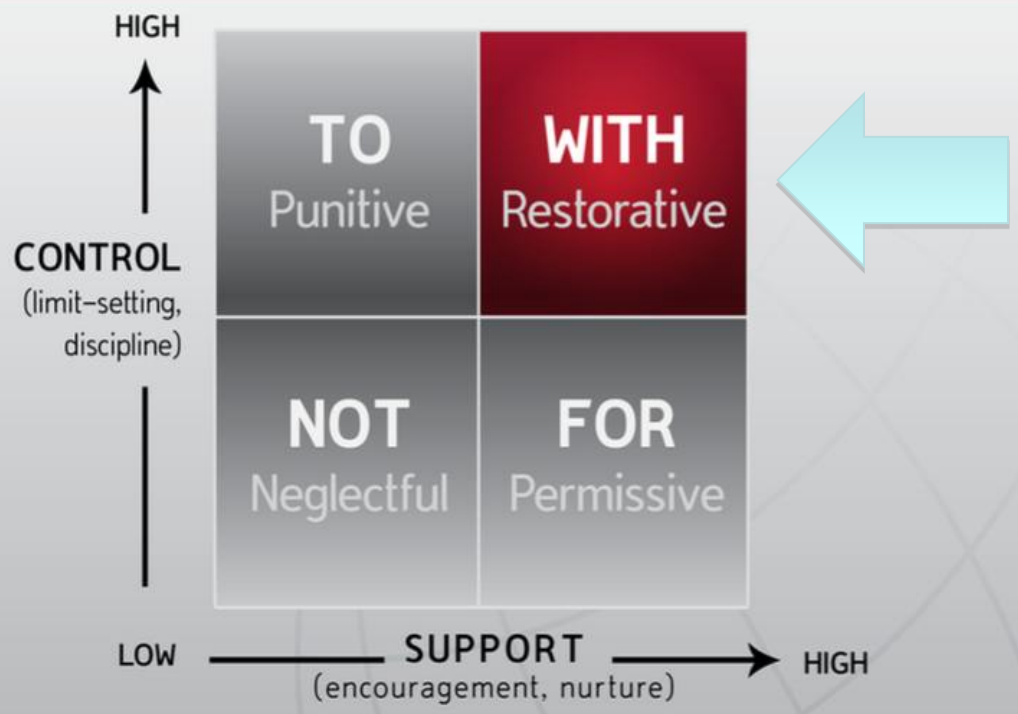 HIGH
TO
WITH
Punitive
Restorative
CONTROL
(limit-setting,
discipline)
NOT
FOR
Neglectful
Permissive
LOW
SUPPORT
HIGH
(encouragement, nurture)